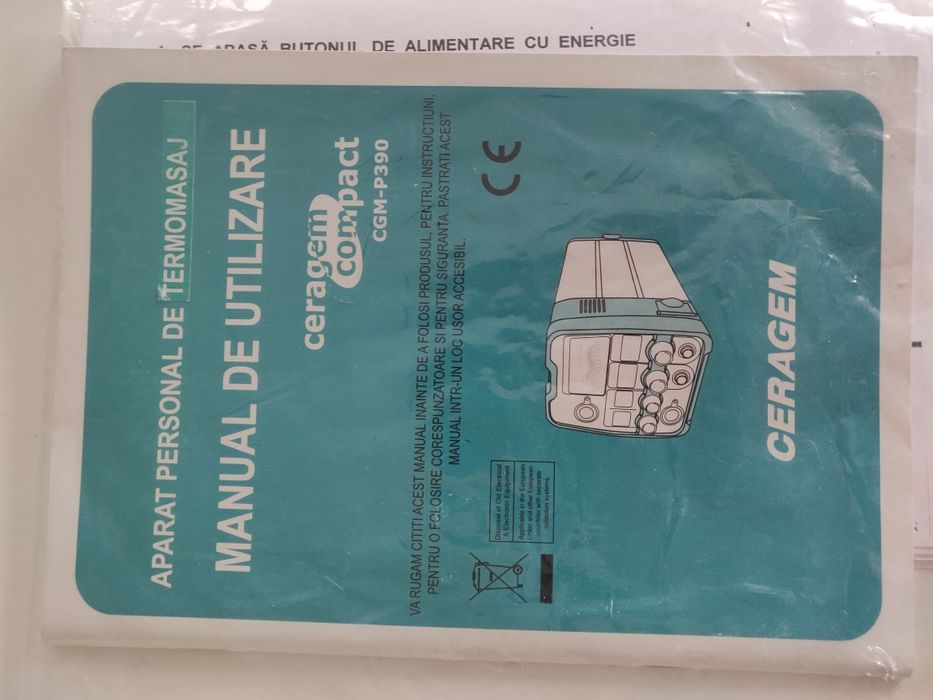 SE APASĂ BUTONUL DE ALIMENTARE CU ENERGIE
APARAT PERSONAL DE TERMOMASAJ
MANUAL DE UTILIZARE
ceragem
compact
CGM-P390
VA RUGAM CITITI ACEST MANUAL INAINTE DE A FOLOSI PRODUSUL, PENTRU INSTRUCTIUNI,
PENTRU O FOLOSIRE CORESPUNZATOARE SI PENTRU SIGURANTA. PASTRATI ACEST
MANUAL INTR-UN LOC USOR ACCESIBIL.
CE
Disposal of Old Electrical
& Electronic Equipment
Applicable in the European
Union and other European
countries with separate
collection systems.
CERAGEM